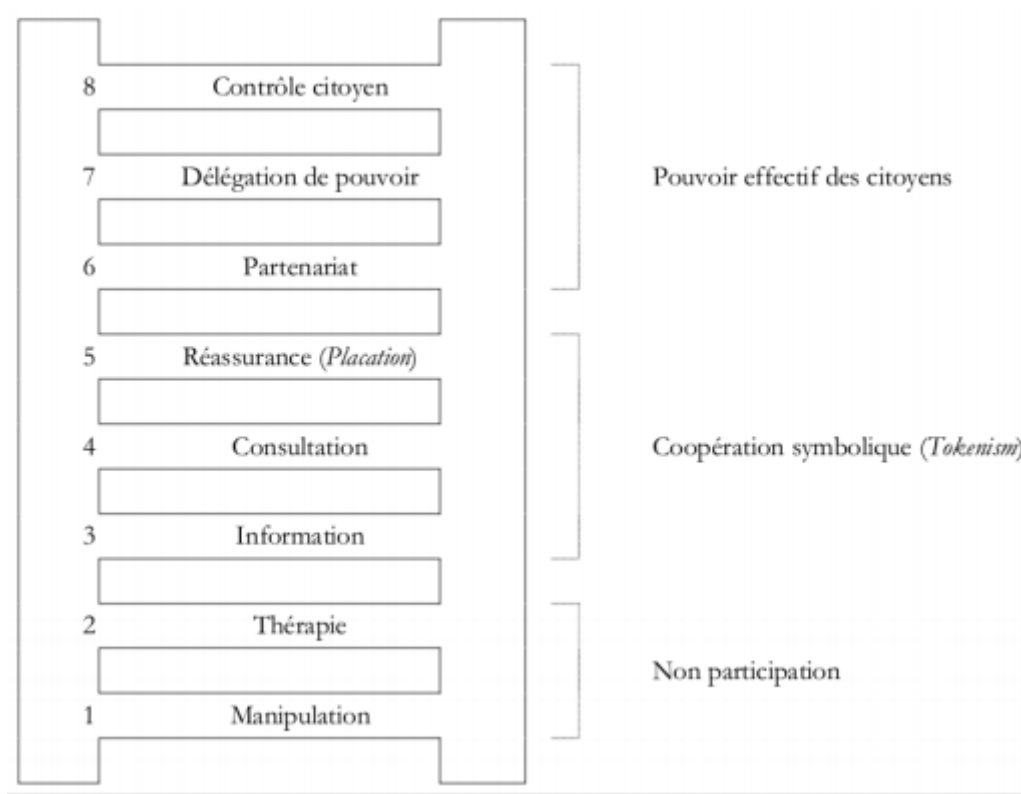 8 Contrôle citoyen
7 Délégation de pouvoir Pouvoir effectif des citoyens
6 Partenariat
5 Réassurance (Placation)
4 Consultation Coopération symbolique (Tokenism)
3 Information
2 Thérapie
Non participation
1 Manipulation